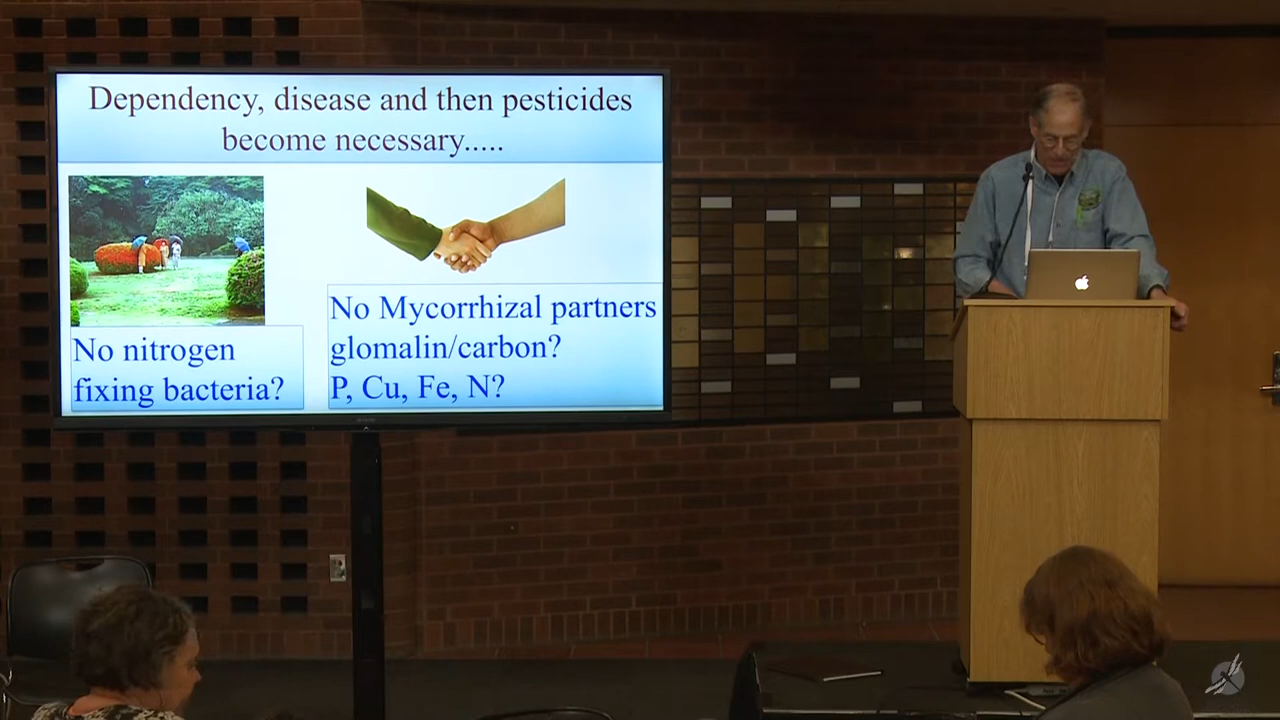 Dependency, disease and then pesticides
become necessary.....
No nitrogen
fixing bacteria?
No Mycorrhizal partners
glomalin/carbon?
P, Cu, Fe, N?